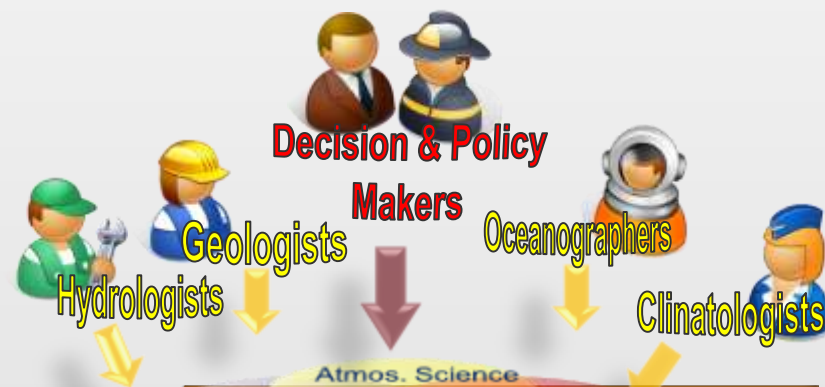 Decision & Policy
Makers
Geologists
Oceanographers
Hydrologists
Clinatologists
Atmos. Science